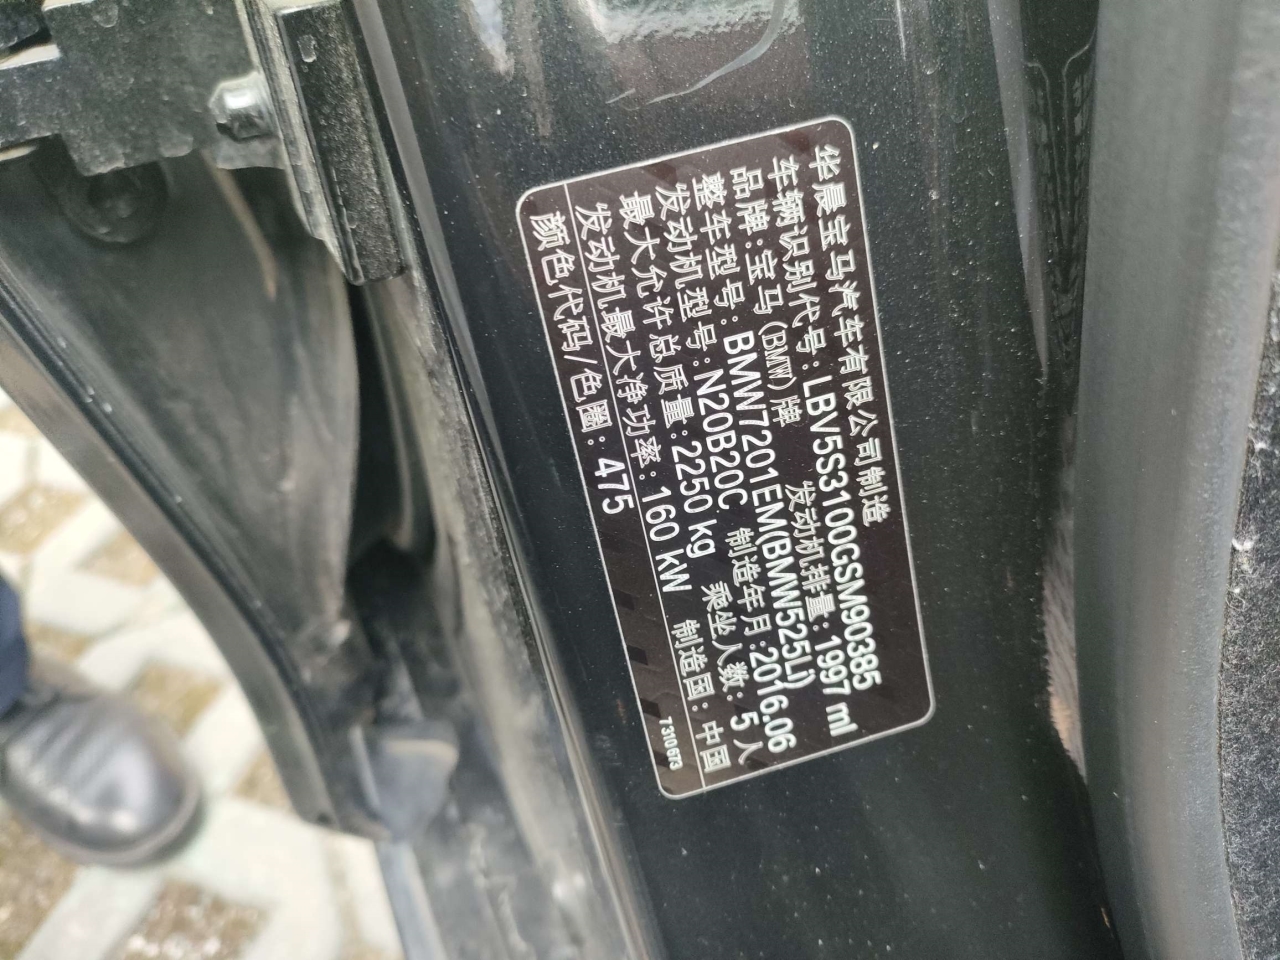 华晨宝马汽车有限公司制造
车辆识别代号：LBV5S3100GSM90385
品牌：宝马（BMW）牌 发动机排量：1997 ml
整车型号：BMW7201EM(BMW525Li)
发动机型号：N20B20C 制造年月：2016.06
最大允许总质量：2250 kg 乘坐人数：5人
发动机最大净功率：160 kW 制造国：中国
颜色代码/色圈：475 7310673